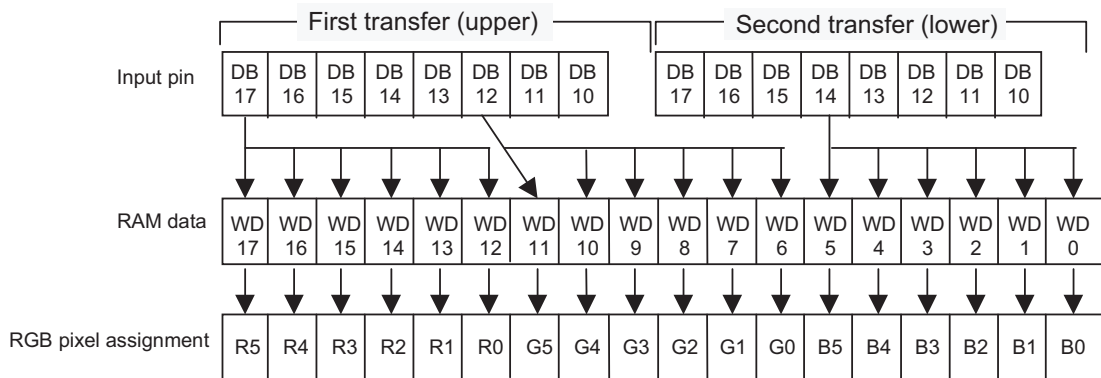 First transfer (upper) Second transfer (lower)
Input pin
DB 17 DB 16 DB 15 DB 14 DB 13 DB 12 DB 11 DB 10 DB 17 DB 16 DB 15 DB 14 DB 13 DB 12 DB 11 DB 10
RAM data
WD 17 WD 16 WD 15 WD 14 WD 13 WD 12 WD 11 WD 10 WD 9 WD 8 WD 7 WD 6 WD 5 WD 4 WD 3 WD 2 WD 1 WD 0
RGB pixel assignment
R5 R4 R3 R2 R1 R0 G5 G4 G3 G2 G1 G0 B5 B4 B3 B2 B1 B0